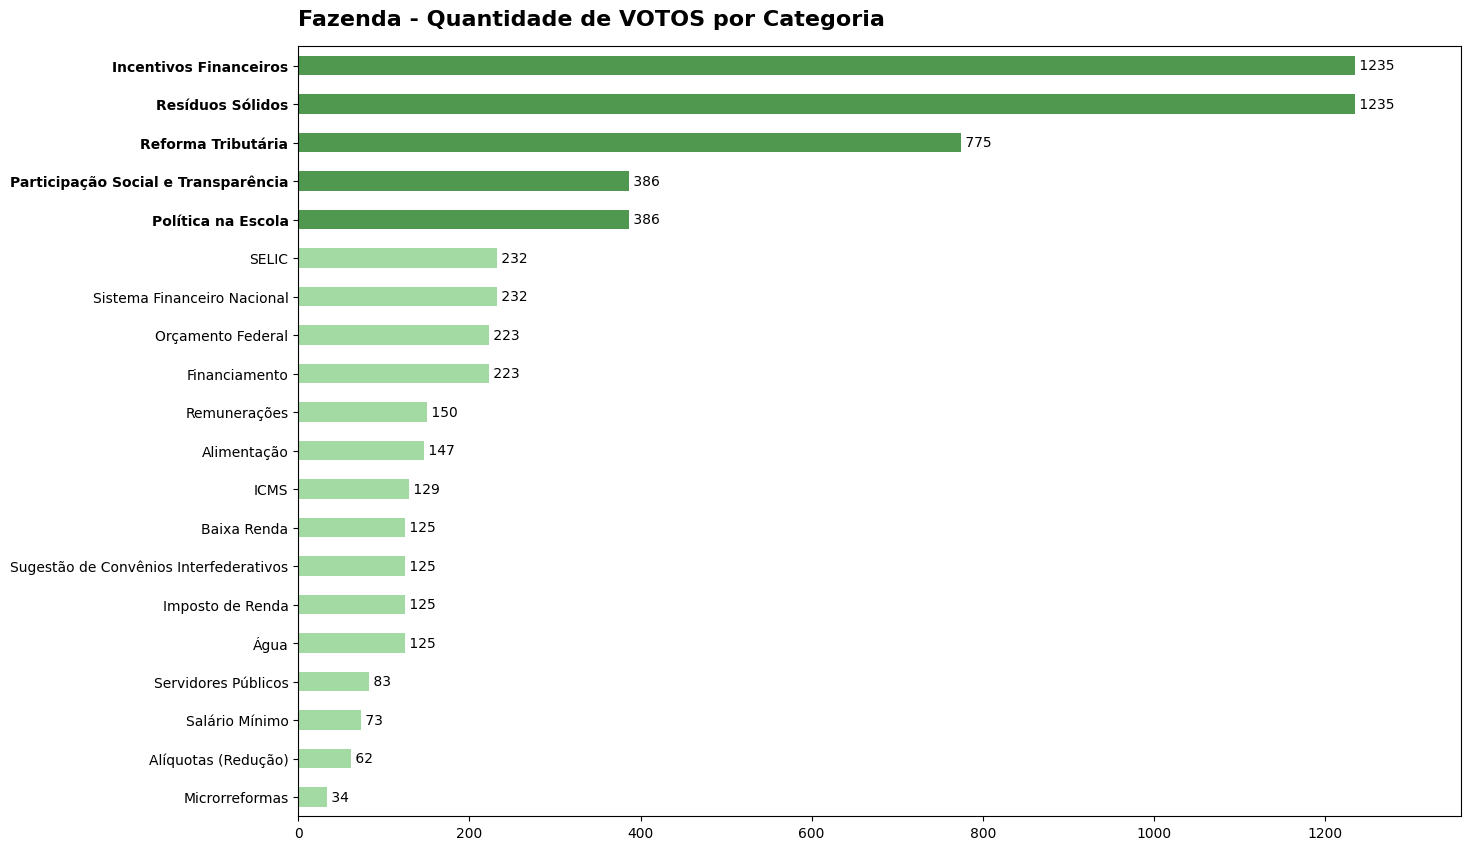 Fazenda - Quantidade de VOTOS por Categoria
Incentivos Financeiros 1235
Resíduos Sólidos 1235
Reforma Tributária 775
Participação Social e Transparência 386
Política na Escola 386
SELIC 232
Sistema Financeiro Nacional 232
Orçamento Federal 223
Financiamento 223
Remunerações 150
Alimentação 147
ICMS 129
Baixa Renda 125
Sugestão de Convênios Interfederativos 125
Imposto de Renda 125
Água 125
Servidores Públicos 83
Salário Mínimo 73
Alíquotas (Redução) 62
Microrreformas 34
0 200 400 600 800 1000 1200